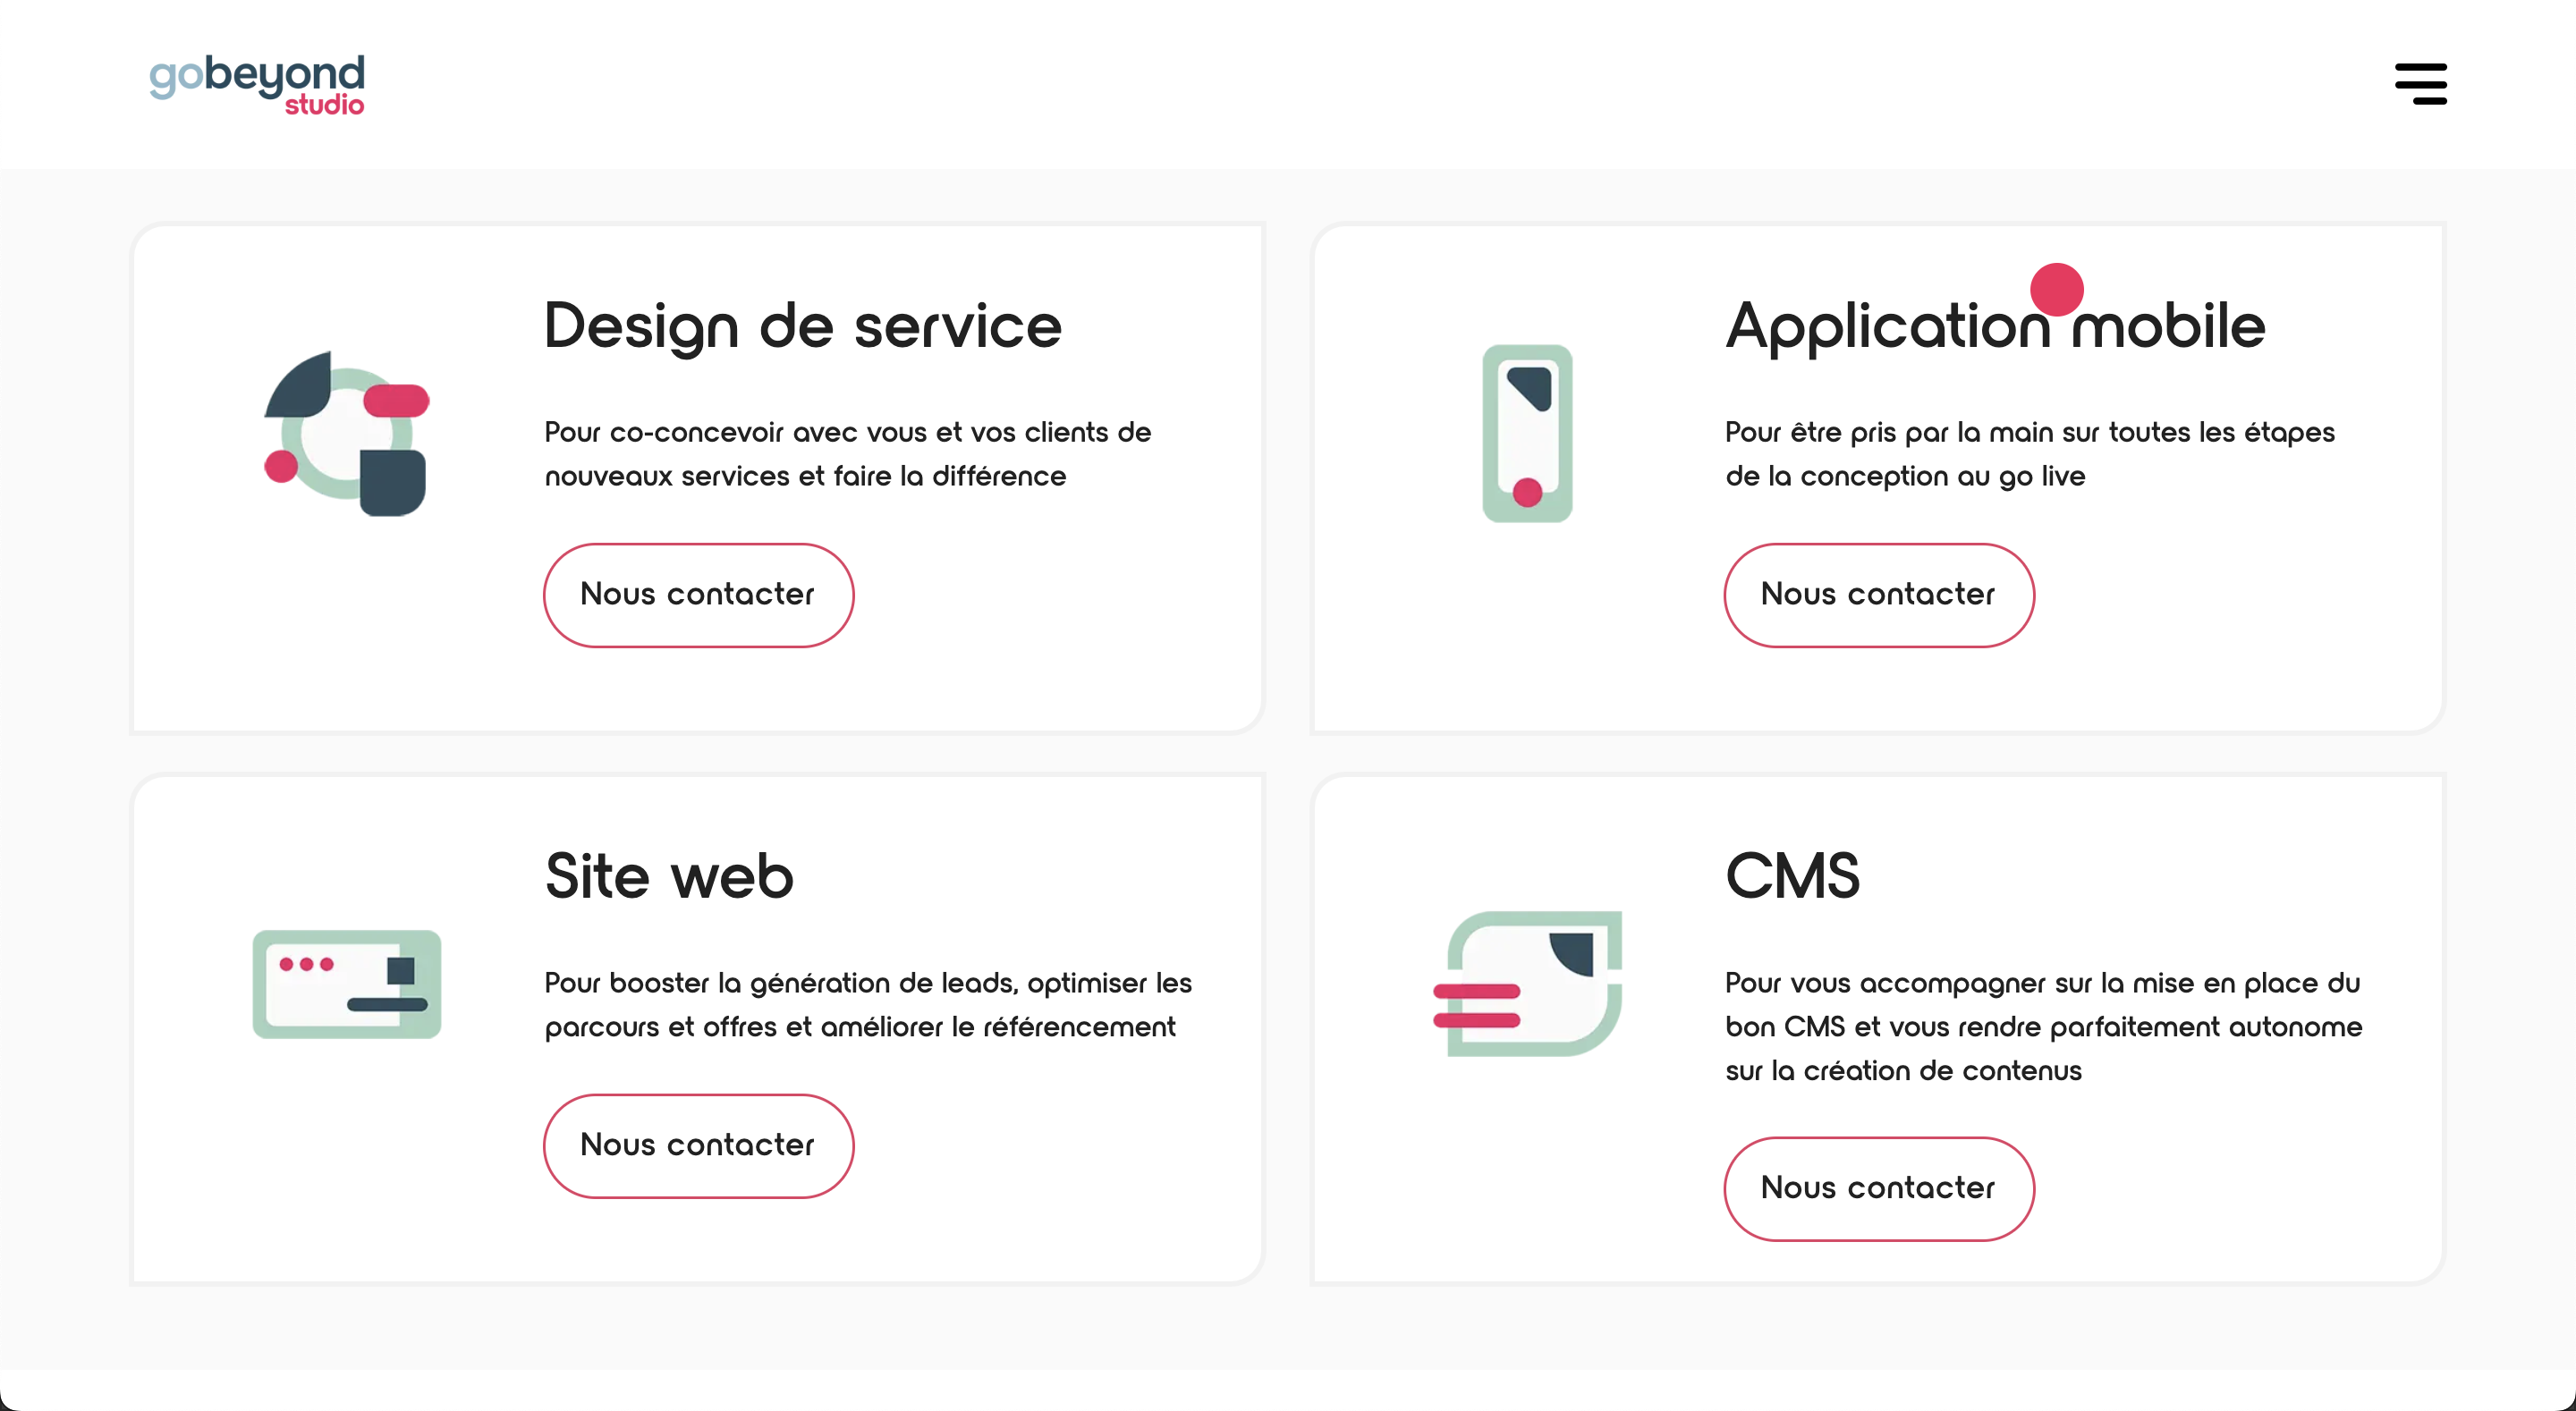 gobeyond
studio
Design de service
Pour co-concevoir avec vous et vos clients de
nouveaux services et faire la différence
Nous contacter
Application mobile
Pour être pris par la main sur toutes les étapes
de la conception au go live
Nous contacter
Site web
Pour booster la génération de leads, optimiser les
parcours et offres et améliorer le référencement
Nous contacter
CMS
Pour vous accompagner sur la mise en place du
bon CMS et vous rendre parfaitement autonome
sur la création de contenus
Nous contacter